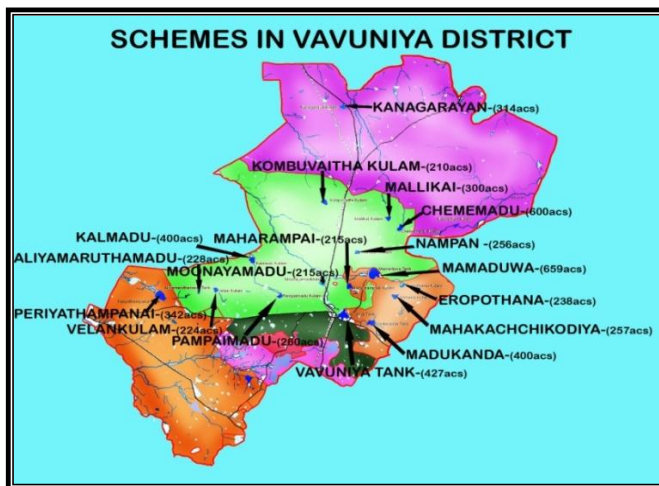 SCHEMES IN VAVUNIYA DISTRICT
KANAGARAYAN-(314acs)
KOMBUVAITHA KULAM-(210acs)
MALLIKAI-(300acs)
CHEMEMADU-(600acs)
KALMADU-(400acs)
MAHARAMPAI-(215acs)
NAMPAN -(256acs)
ALIYAMARUTHAMADU-(228acs)
MOONAYAMADU-(215acs)
MAMADUWA-(659acs)
EROPOTHANA-(238acs)
PERIYATHAMPANAI-(342acs)
MAHAKACHCHIKODIYA-(257acs)
VELANKULAM-(224acs)
PAMPAIMADU-(260acs)
MADUKANDA-(400acs)
VAVUNIYA TANK-(427acs)